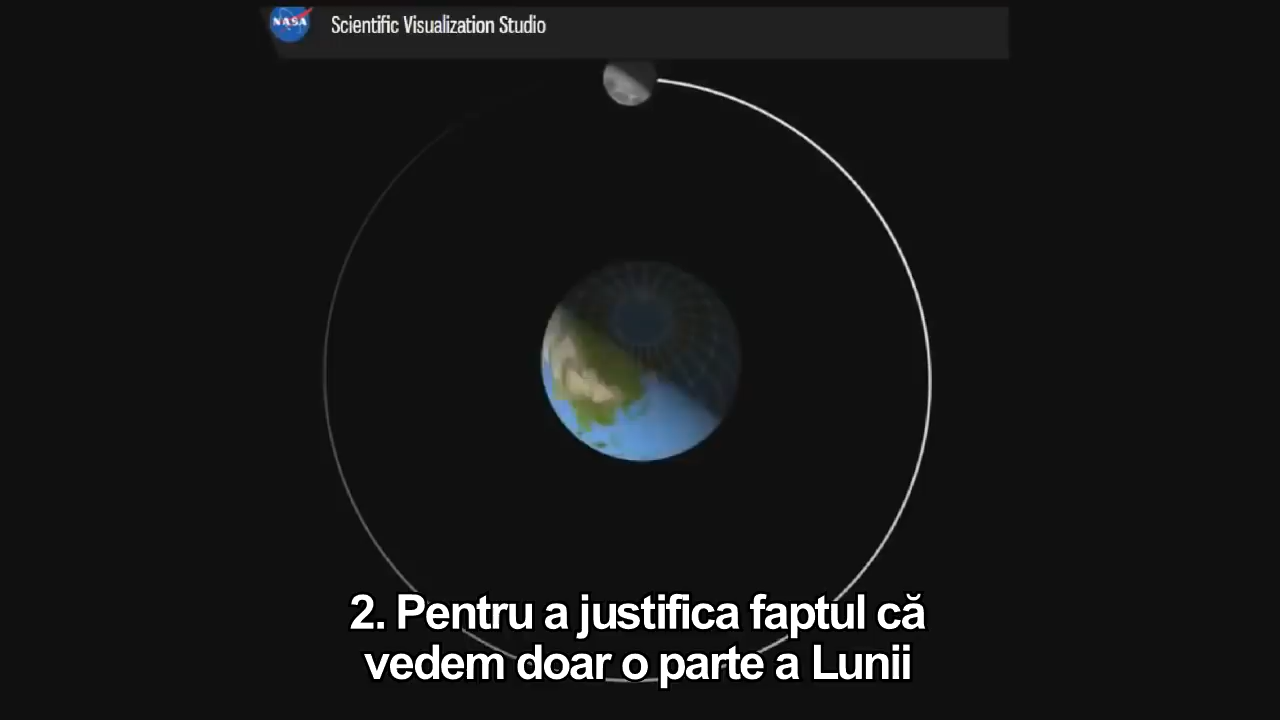 NASA
Scientific Visualization Studio
2. Pentru a justifica faptul că
vedem doar o parte a Lunii